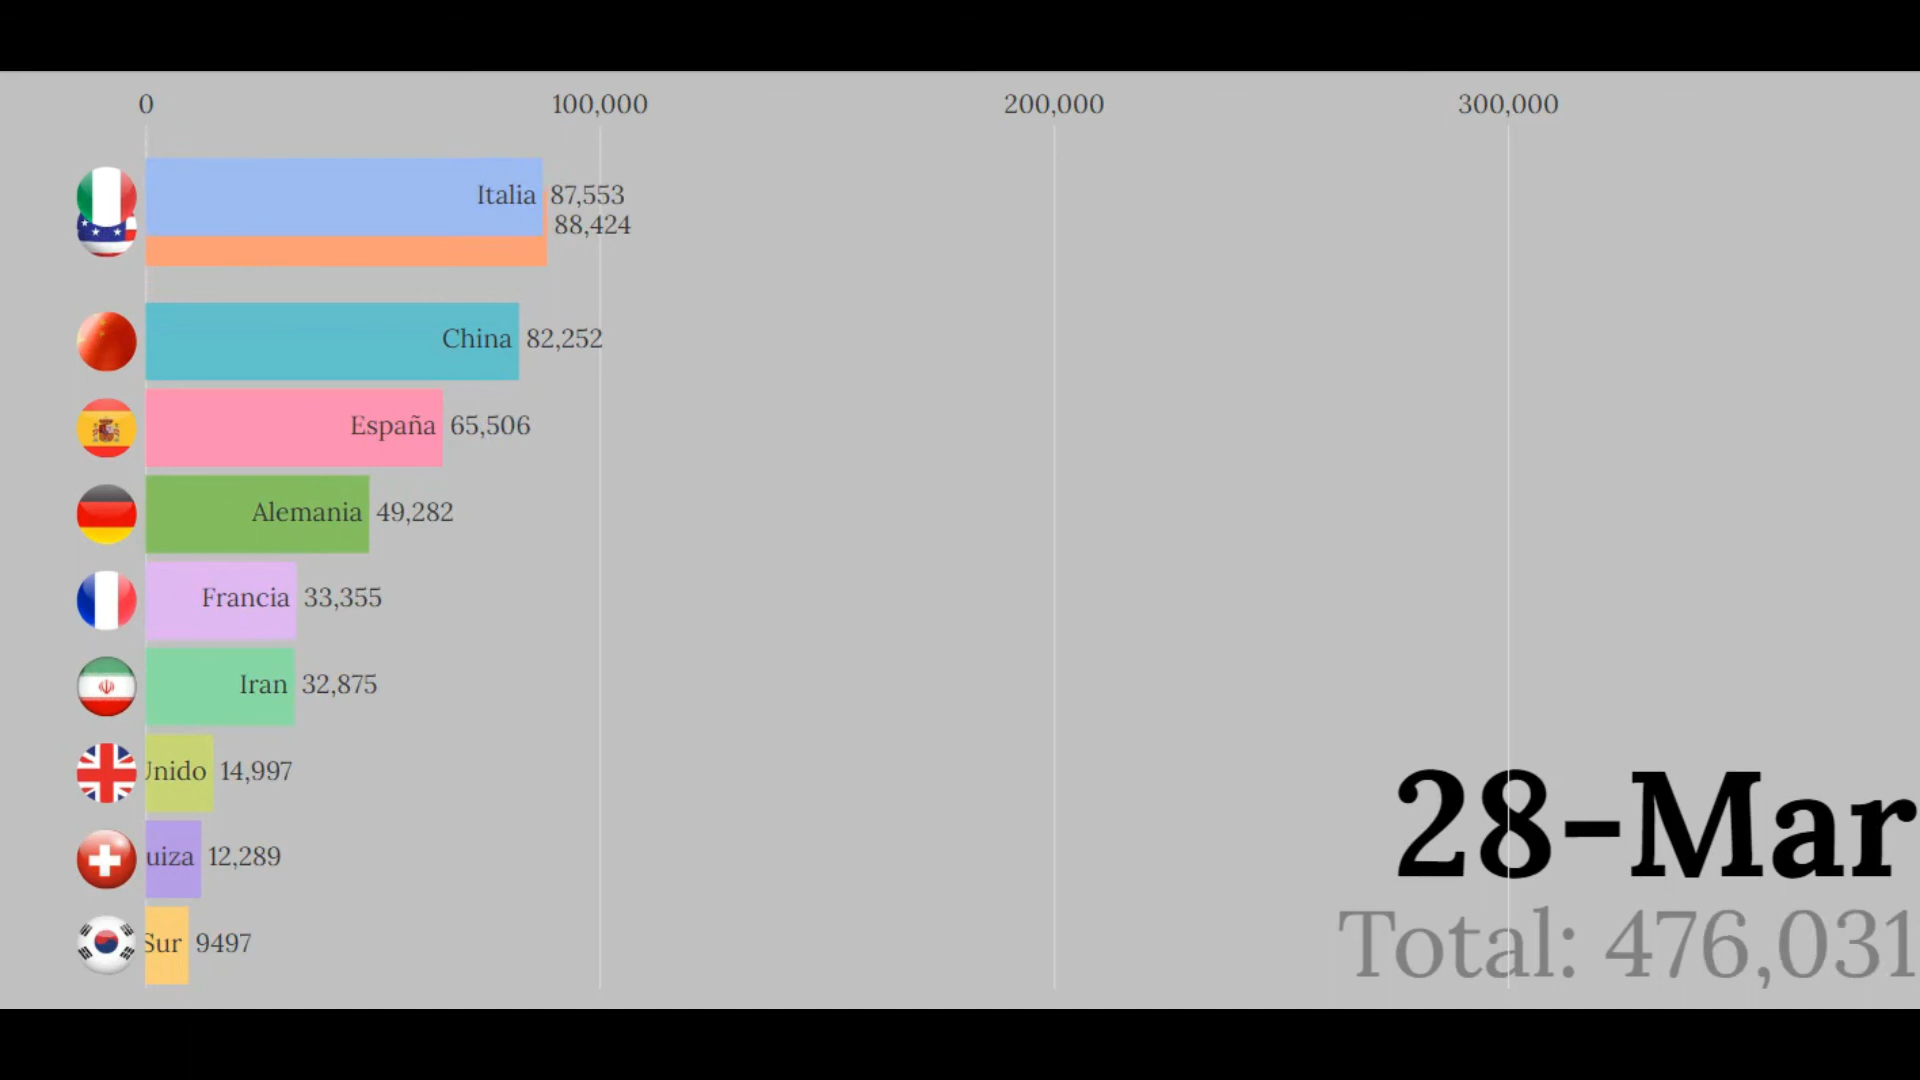 0 100,000 200,000 300,000
Italia 87,553
88,424
China 82,252
España 65,506
Alemania 49,282
Francia 33,355
Iran 32,875
Unido 14,997
uiza 12,289
Sur 9497
28-Mar
Total: 476,031